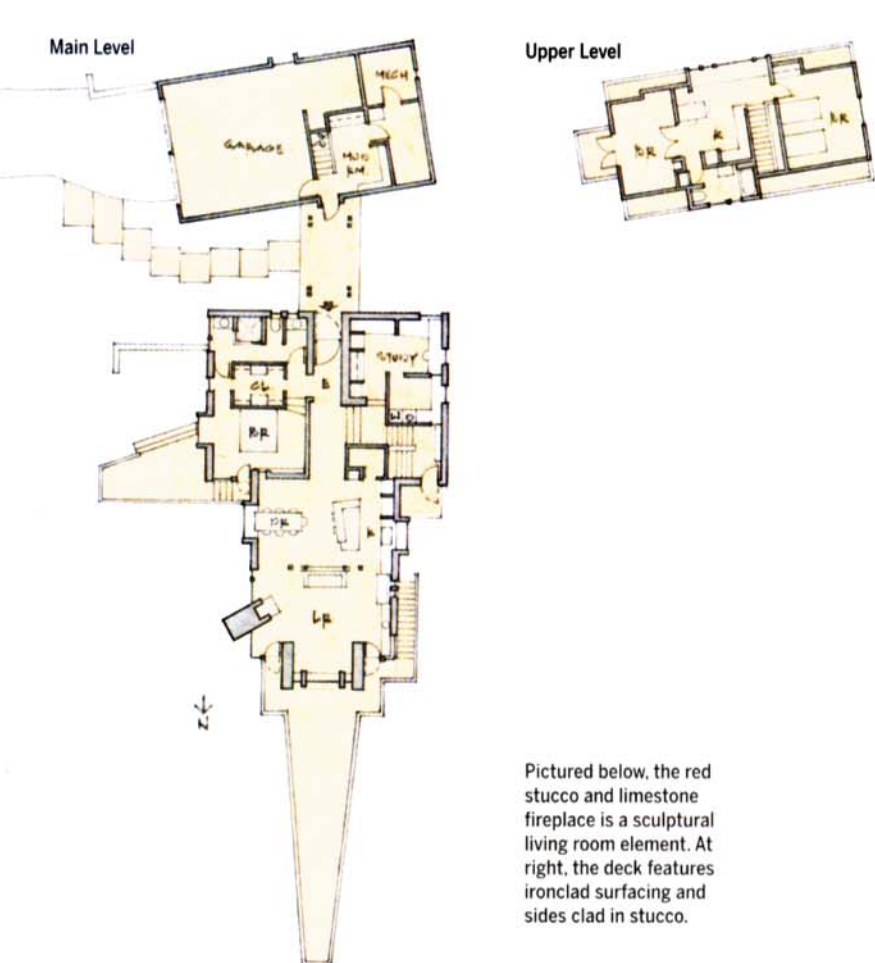 Main Level
Upper Level
MECH
GARAGE
MUD
RM.
BR
K
BR
STUDY
CL
E
W. D.
BR
DR
K
LR
N
Pictured below, the red
stucco and limestone
fireplace is a sculptural
living room element. At
right, the deck features
ironclad surfacing and
sides clad in stucco.